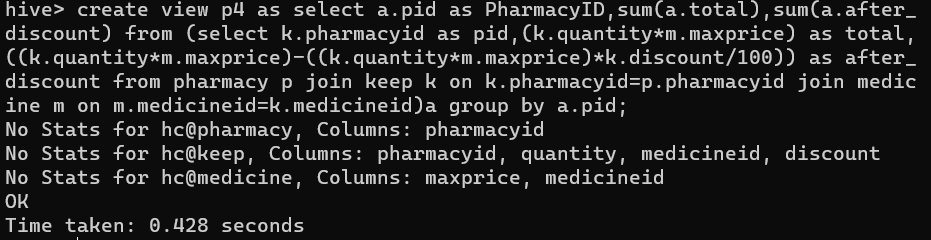 hive> create view p4 as select a.pid as PharmacyID,sum(a.total),sum(a.after_
discount) from (select k.pharmacyid as pid,(k.quantity*m.maxprice) as total,
((k.quantity*m.maxprice)-((k.quantity*m.maxprice)*k.discount/100)) as after_
discount from pharmacy p join keep k on k.pharmacyid=p.pharmacyid join medic
ine m on m.medicineid=k.medicineid)a group by a.pid;
No Stats for hc@pharmacy, Columns: pharmacyid
No Stats for hc@keep, Columns: pharmacyid, quantity, medicineid, discount
No Stats for hc@medicine, Columns: maxprice, medicineid
OK
Time taken: 0.428 seconds